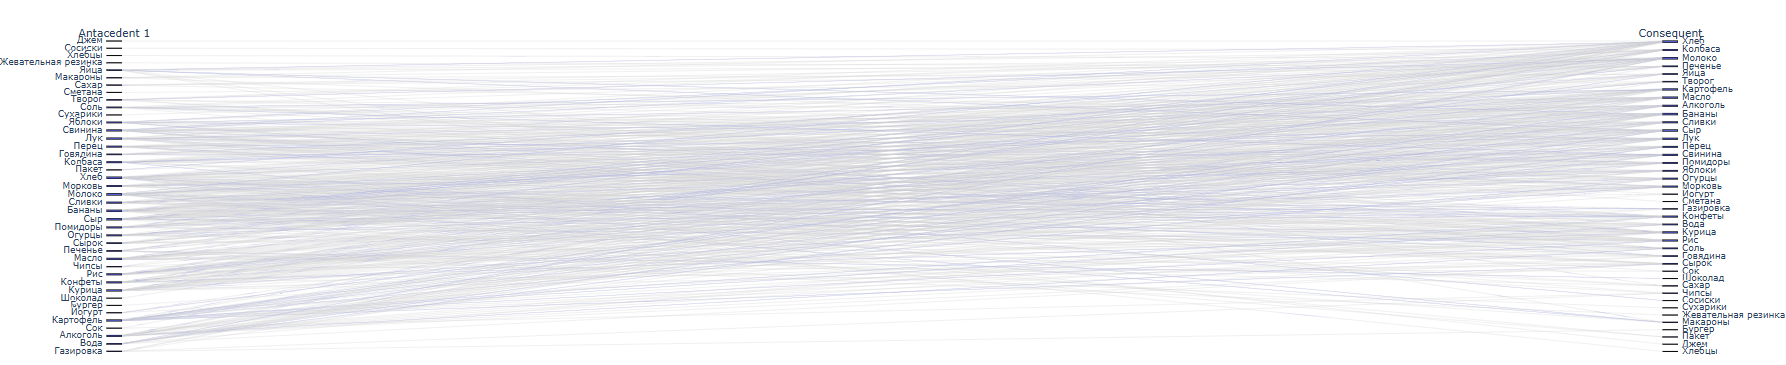 Antacedent 1
Джем
Сосиски
Хлебцы
Жевательная резинка
Яйца
Макароны
Сахар
Сметана
Творог
Соль
Сухарики
Яблоки
Свинина
Лук
Перец
Говядина
Колбаса
Пакет
Хлеб
Морковь
Молоко
Сливки
Бананы
Сыр
Помидоры
Огурцы
Сырок
Печенье
Масло
Чипсы
Рис
Конфеты
Курица
Шоколад
Бургер
Йогурт
Картофель
Сок
Алкоголь
Вода
Газировка
Consequent
Хлеб
Колбаса
Молоко
Печенье
Яйца
Творог
Картофель
Масло
Алкоголь
Бананы
Сливки
Сыр
Лук
Перец
Свинина
Помидоры
Яблоки
Огурцы
Морковь
Йогурт
Сметана
Газировка
Конфеты
Вода
Курица
Рис
Соль
Говядина
Сырок
Сок
Шоколад
Сахар
Чипсы
Сосиски
Сухарики
Жевательная резинка
Макароны
Бургер
Пакет
Джем
Хлебцы